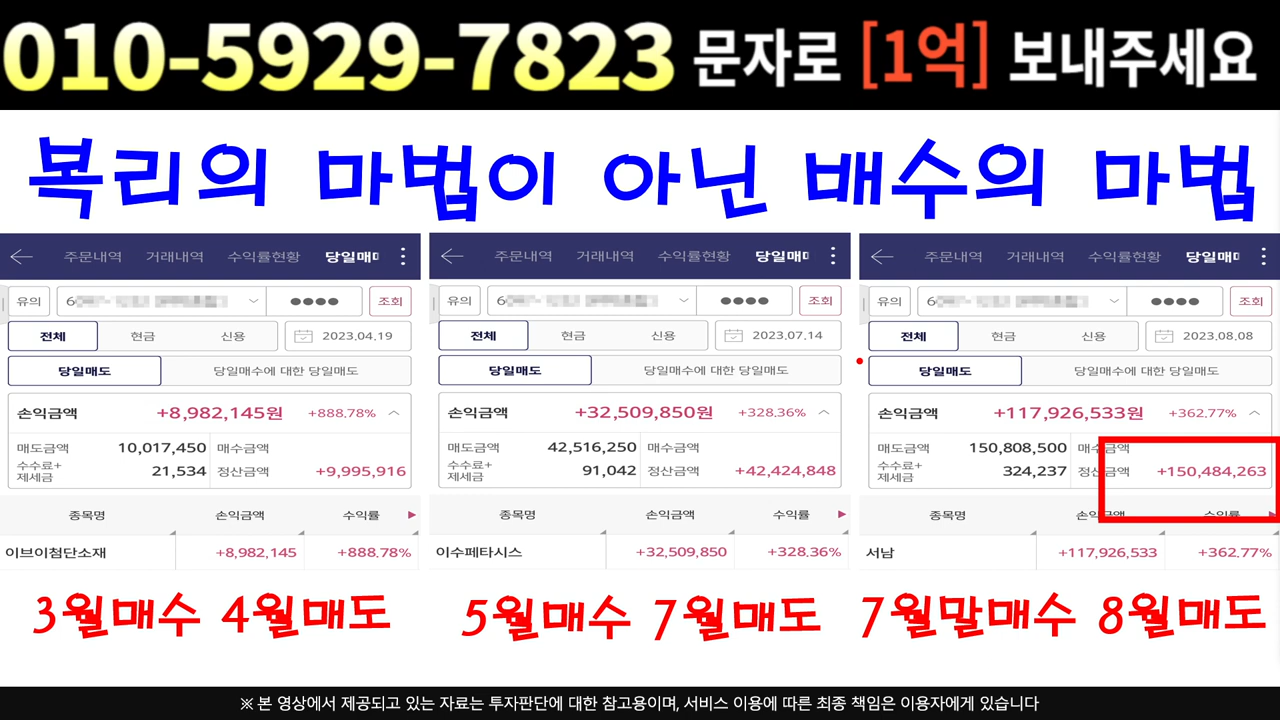 010-5929-7823 문자로 [1억] 보내주세요
복리의 마법이 아닌 배수의 마법
주문내역 거래내역 수익률현황 당일매
유의
조회
전체 현금 신용 2023.04.19
당일매도 당일매수에 대한 당일매도
손익금액 +8,982,145원 +888.78%
매도금액 10,017,450 매수금액
수수료+
제세금 21,534 정산금액 +9,995,916
종목명 손익금액 수익률
이브이첨단소재 +8,982,145 +888.78%
3월매수 4월매도
주문내역 거래내역 수익률현황 당일매
유의
조회
전체 현금 신용 2023.07.14
당일매도 당일매수에 대한 당일매도
손익금액 +32,509,850원 +328.36%
매도금액 42,516,250 매수금액
수수료+
제세금 91,042 정산금액 +42,424,848
종목명 손익금액 수익률
이수페타시스 +32,509,850 +328.36%
5월매수 7월매도
주문내역 거래내역 수익률현황 당일매
유의
조회
전체 현금 신용 2023.08.08
당일매도 당일매수에 대한 당일매도
손익금액 +117,926,533원 +362.77%
매도금액 150,808,500 매수금액
수수료+
제세금 324,237 정산금액 +150,484,263
종목명 손익금액 수익률
서남 +117,926,533 +362.77%
7월말매수 8월매도
※ 본 영상에서 제공되고 있는 자료는 투자판단에 대한 참고용이며, 서비스 이용에 따른 최종 책임은 이용자에게 있습니다